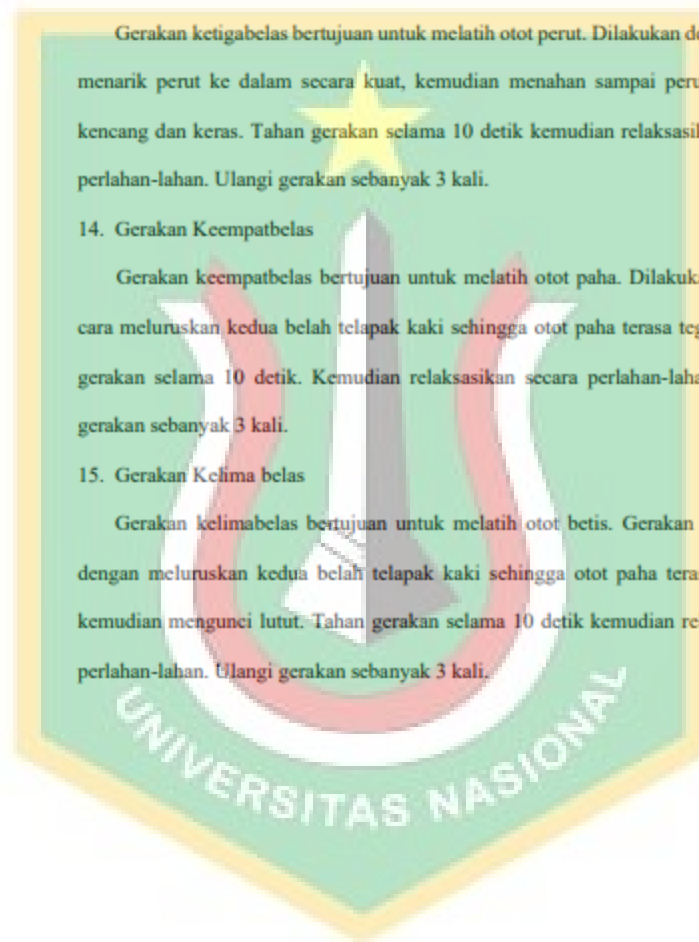 Gerakan ketigabelas bertujuan untuk melatih otot perut. Dilakukan
menarik perut ke dalam secara kuat, kemudian menahan sampai
kencang dan keras. Tahan gerakan selama 10 detik kemudian
perlahan-lahan. Ulangi gerakan sebanyak 3 kali.
14. Gerakan Keempatbelas
Gerakan keempatbelas bertujuan untuk melatih otot paha.
cara meluruskan kedua belah telapak kaki sehingga otot paha terasa
gerakan selama 10 detik. Kemudian relaksasikan secara
gerakan sebanyak 3 kali.
15. Gerakan Kelima belas
Gerakan kelimabelas bertujuan untuk melatih otot betis. Gerakan
dengan meluruskan kedua belah telapak kaki sehingga otot paha
kemudian mengunci lutut. Tahan gerakan selama 10 detik kemudian
perlahan-lahan. Ulangi gerakan sebanyak 3 kali.
UNIVERSITAS NASIONAL